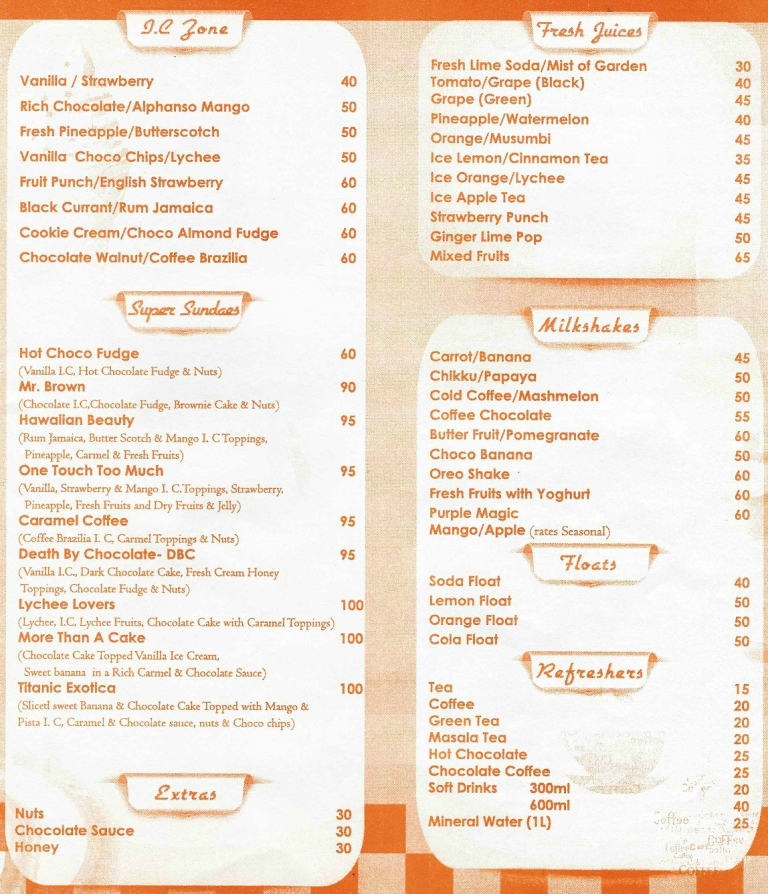 I.C Zone
Vanilla / Strawberry 40
Rich Chocolate/Alphanso Mango 50
Fresh Pineapple/Butterscotch 50
Vanilla Choco Chips/Lychee 50
Fruit Punch/English Strawberry 60
Black Currant/Rum Jamaica 60
Cookie Cream/Choco Almond Fudge 60
Chocolate Walnut/Coffee Brazilia 60
Super Sundaes
Hot Choco Fudge 60
(Vanilla I.C, Hot Chocolate Fudge & Nuts)
Mr. Brown 90
(Chocolate I.C,Chocolate Fudge, Brownie Cake & Nuts)
Hawaiian Beauty 95
(Rum Jamaica, Butter Scotch & Mango I. C Toppings,
Pineapple, Carmel & Fresh Fruits)
One Touch Too Much 95
(Vanilla, Strawberry & Mango I. C.Toppings, Strawberry,
Pineapple, Fresh Fruits and Dry Fruits & Jelly)
Caramel Coffee 95
(Coffee Brazilia I. C, Carmel Toppings & Nuts)
Death By Chocolate- DBC 95
(Vanilla I.C., Dark Chocolate Cake, Fresh Cream Honey
Toppings, Chocolate Fudge & Nuts)
Lychee Lovers 100
(Lychee, I.C, Lychee Fruits, Chocolate Cake with Caramel Toppings)
More Than A Cake 100
(Chocolate Cake Topped Vanilla Ice Cream,
Sweet banana in a Rich Carmel & Chocolate Sauce)
Titanic Exotica 100
(Slicetl sweet Banana & Chocolate Cake Topped with Mango &
Pista I. C, Caramel & Chocolate sauce, nuts & Choco chips)
Extras
Nuts 30
Chocolate Sauce 30
Honey 30
Fresh Juices
Fresh Lime Soda/Mist of Garden 30
Tomato/Grape (Black) 40
Grape (Green) 45
Pineapple/Watermelon 40
Orange/Musumbi 45
Ice Lemon/Cinnamon Tea 35
Ice Orange/Lychee 45
Ice Apple Tea 45
Strawberry Punch 45
Ginger Lime Pop 50
Mixed Fruits 65
Milkshakes
Carrot/Banana 45
Chikku/Papaya 50
Cold Coffee/Mashmelon 50
Coffee Chocolate 55
Butter Fruit/Pomegranate 60
Choco Banana 50
Oreo Shake 60
Fresh Fruits with Yoghurt 60
Purple Magic 60
Mango/Apple (rates Seasonal)
Floats
Soda Float 40
Lemon Float 50
Orange Float 50
Cola Float 50
Refreshers
Tea 15
Coffee 20
Green Tea 20
Masala Tea 20
Hot Chocolate 25
Chocolate Coffee 25
Soft Drinks 300ml 20
600ml 40
Mineral Water (1L) 25
Coffee
Coffee
Coffee